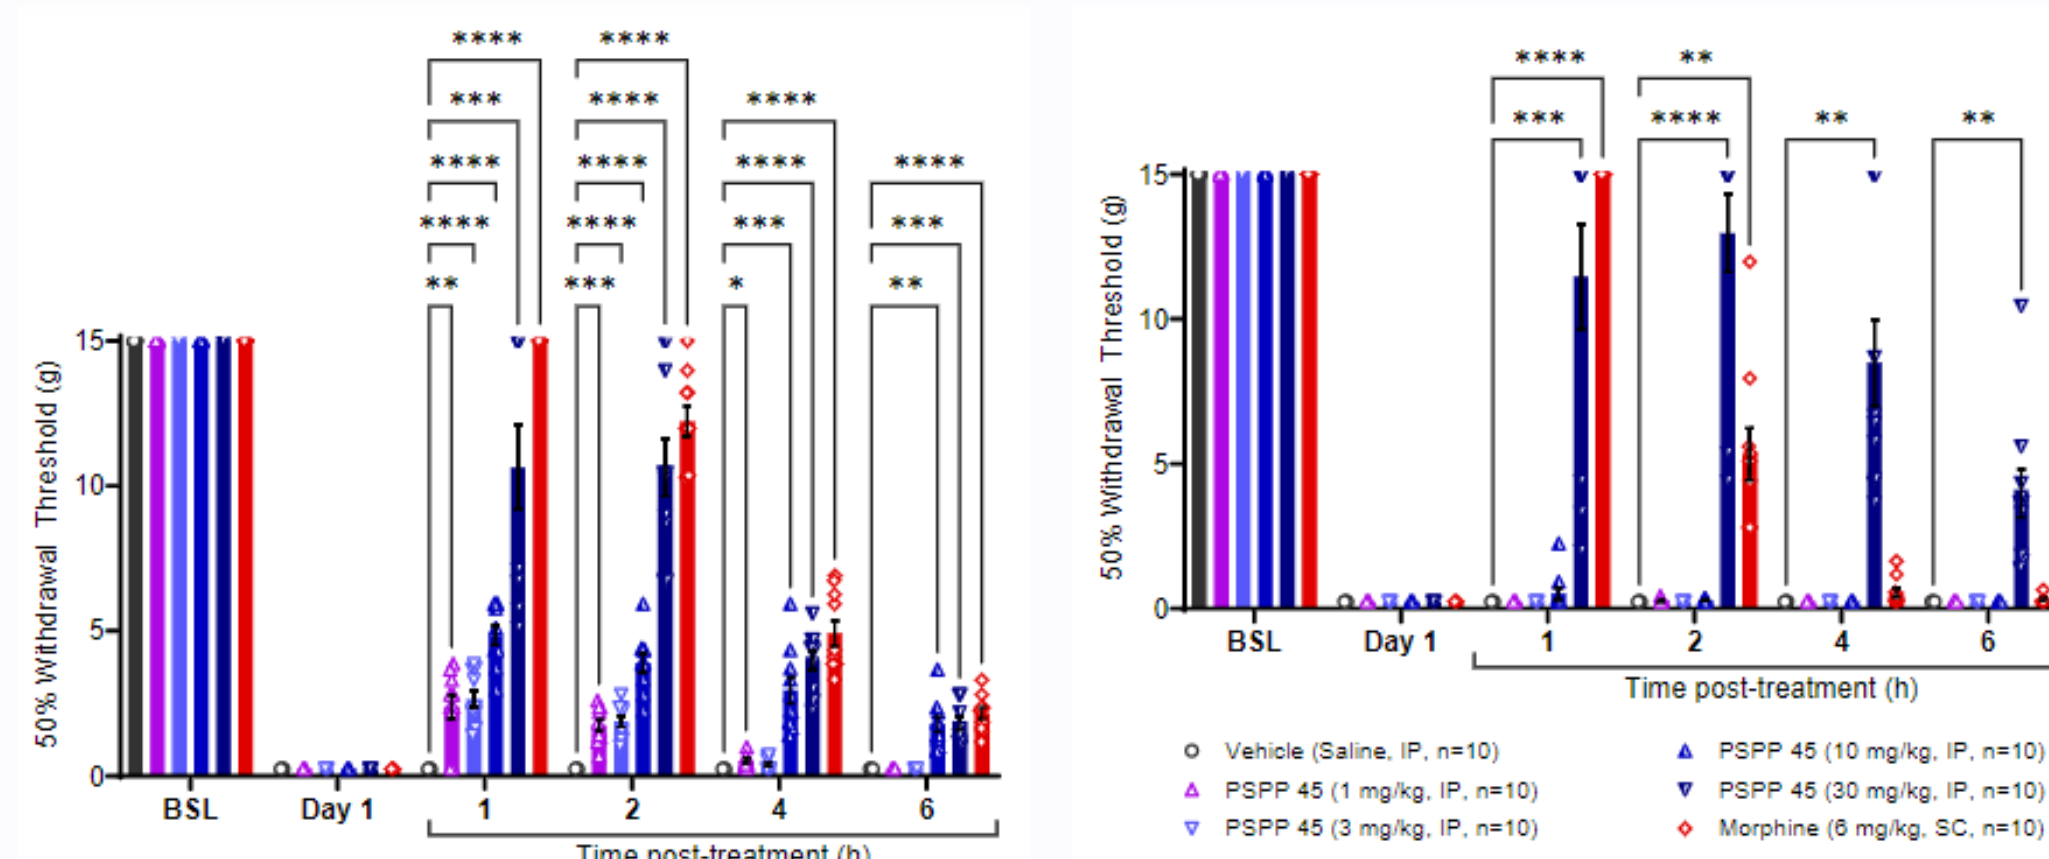 **** ****
*** **** ****
**** **** **** ****
**** **** *** ***
** *** * **
50% Withdrawal Threshold (g)
15
10
5
0
BSL Day 1 1 2 4 6
Time post-treatment (h)
**** **
*** **** ** **
50% Withdrawal Threshold (g)
15
10
5
0
BSL Day 1 1 2 4 6
Time post-treatment (h)
Vehicle (Saline, IP, n=10)
PSPP 45 (1 mg/kg, IP, n=10)
PSPP 45 (3 mg/kg, IP, n=10)
PSPP 45 (10 mg/kg, IP, n=10)
PSPP 45 (30 mg/kg, IP, n=10)
Morphine (6 mg/kg, SC, n=10)